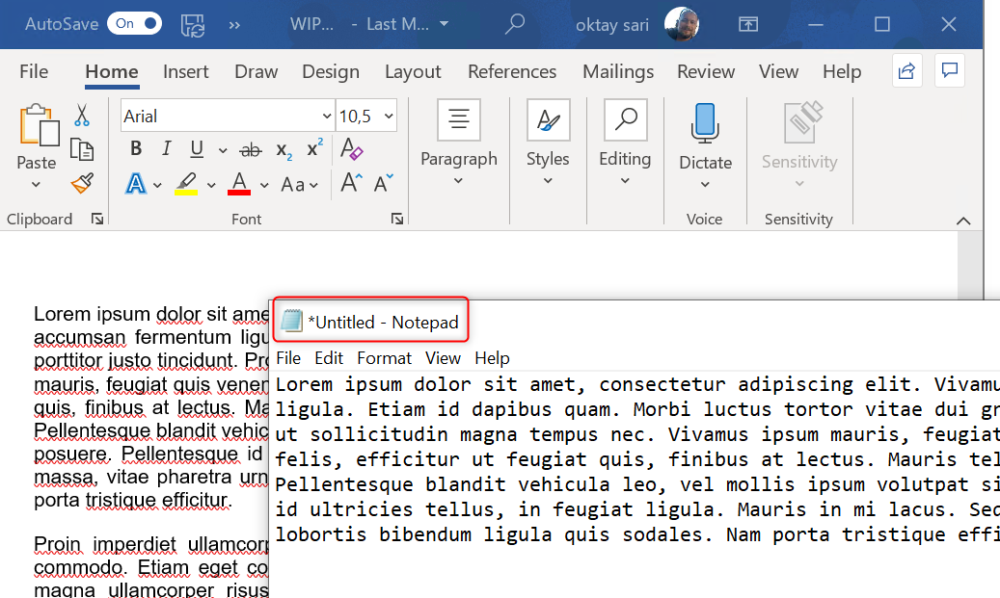 AutoSave On » WIP... - Last M... oktay sari
File Home Insert Draw Design Layout References Mailings Review View Help
Arial 10,5
B I U ab x2 x2 A
A A Aa A A
Paste Paragraph Styles Editing Dictate Sensitivity
Clipboard Font Voice Sensitivity
Lorem ipsum dolor sit ame
accumsan fermentum ligu
porttitor justo tincidunt. Pro
mauris, feugiat quis vener
quis, finibus at lectus. Ma
Pellentesque blandit vehic
posuere. Pellentesque id
massa, vitae pharetra urn
porta tristique efficitur.
Proin imperdiet ullamcorp
commodo. Etiam eget co
magna ullamcorper risus
*Untitled - Notepad
File Edit Format View Help
Lorem ipsum dolor sit amet, consectetur adipiscing elit. Vivamu
ligula. Etiam id dapibus quam. Morbi luctus tortor vitae dui gr
ut sollicitudin magna tempus nec. Vivamus ipsum mauris, feugiat
felis, efficitur ut feugiat quis, finibus at lectus. Mauris tel
Pellentesque blandit vehicula leo, vel mollis ipsum volutpat si
id ultricies tellus, in feugiat ligula. Mauris in mi lacus. Sed
lobortis bibendum ligula quis sodales. Nam porta tristique effi